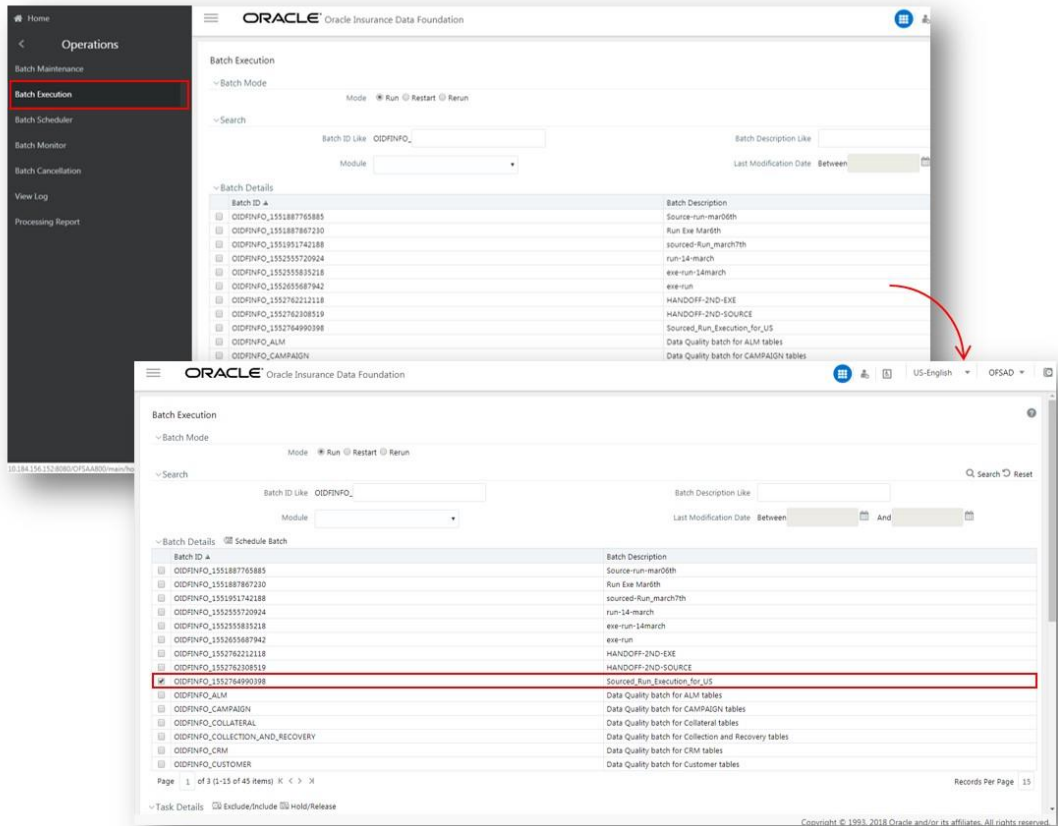 Home
Operations
Batch Maintenance
Batch Execution
Batch Scheduler
Batch Monitor
Batch Cancellation
View Log
Processing Report
10.184.156.152:8080/OFSAA800/main/ho
ORACLE Oracle Insurance Data Foundation
Batch Execution
Batch Mode
Mode Run Restart Rerun
Search
Batch ID Like OIDFINFO_ Batch Description Like
Module Last Modification Date Between
Batch Details
Batch ID Batch Description
OIDFINFO_1551887765885 Source-run-mar06th
OIDFINFO_1551887867230 Run Exe Mar6th
OIDFINFO_1551951742188 sourced-Run_march7th
OIDFINFO_1552555720924 run-14-march
OIDFINFO_1552555835218 exe-run-14march
OIDFINFO_1552655687942 exe-run
OIDFINFO_1552762212118 HANDOFF-2ND-EXE
OIDFINFO_1552762308519 HANDOFF-2ND-SOURCE
OIDFINFO_1552764990398 Sourced_Run_Execution_for_US
OIDFINFO_ALM Data Quality batch for ALM tables
OIDFINFO_CAMPAIGN Data Quality batch for CAMPAIGN tables
ORACLE Oracle Insurance Data Foundation US-English OFSAD
Batch Execution
Batch Mode
Mode Run Restart Rerun
Search Search Reset
Batch ID Like OIDFINFO_ Batch Description Like
Module Last Modification Date Between And
Batch Details Schedule Batch
Batch ID Batch Description
OIDFINFO_1551887765885 Source-run-mar06th
OIDFINFO_1551887867230 Run Exe Mar6th
OIDFINFO_1551951742188 sourced-Run_march7th
OIDFINFO_1552555720924 run-14-march
OIDFINFO_1552555835218 exe-run-14march
OIDFINFO_1552655687942 exe-run
OIDFINFO_1552762212118 HANDOFF-2ND-EXE
OIDFINFO_1552762308519 HANDOFF-2ND-SOURCE
OIDFINFO_1552764990398 Sourced_Run_Execution_for_US
OIDFINFO_ALM Data Quality batch for ALM tables
OIDFINFO_CAMPAIGN Data Quality batch for CAMPAIGN tables
OIDFINFO_COLLATERAL Data Quality batch for Collateral tables
OIDFINFO_COLLECTION_AND_RECOVERY Data Quality batch for Collection and Recovery tables
OIDFINFO_CRM Data Quality batch for CRM tables
OIDFINFO_CUSTOMER Data Quality batch for Customer tables
Page 1 of 3 (1-15 of 45 items) Records Per Page 15
Task Details Exclude/Include Hold/Release
Copyright © 1993, 2018 Oracle and/or its affiliates. All rights reserved.